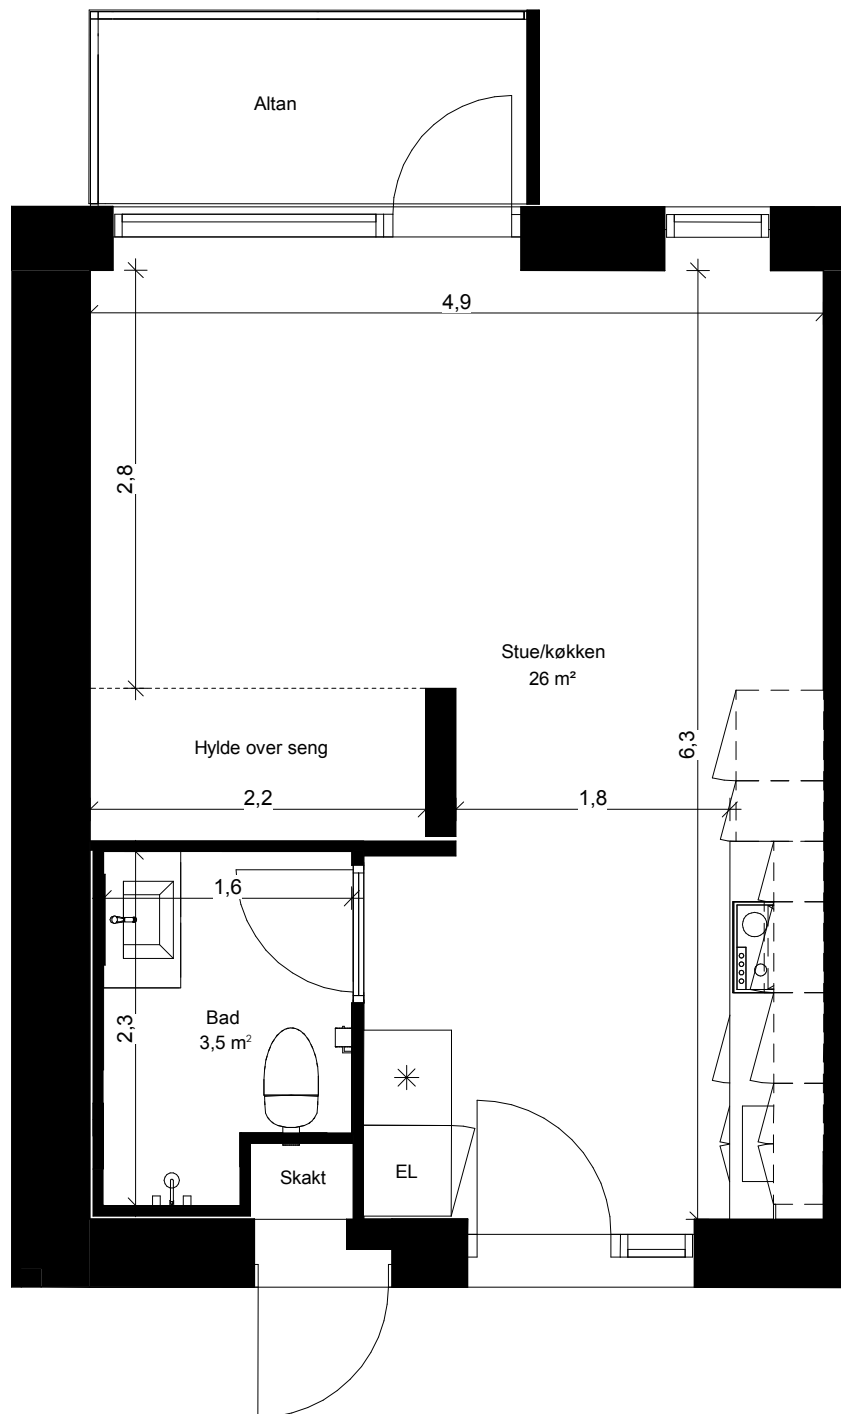 Altan
4,9
2,8
Stue/køkken
26 m²
6,3
Hylde over seng
2,2
1,8
1,6
2,3
Bad
3,5 m²
Skakt
EL